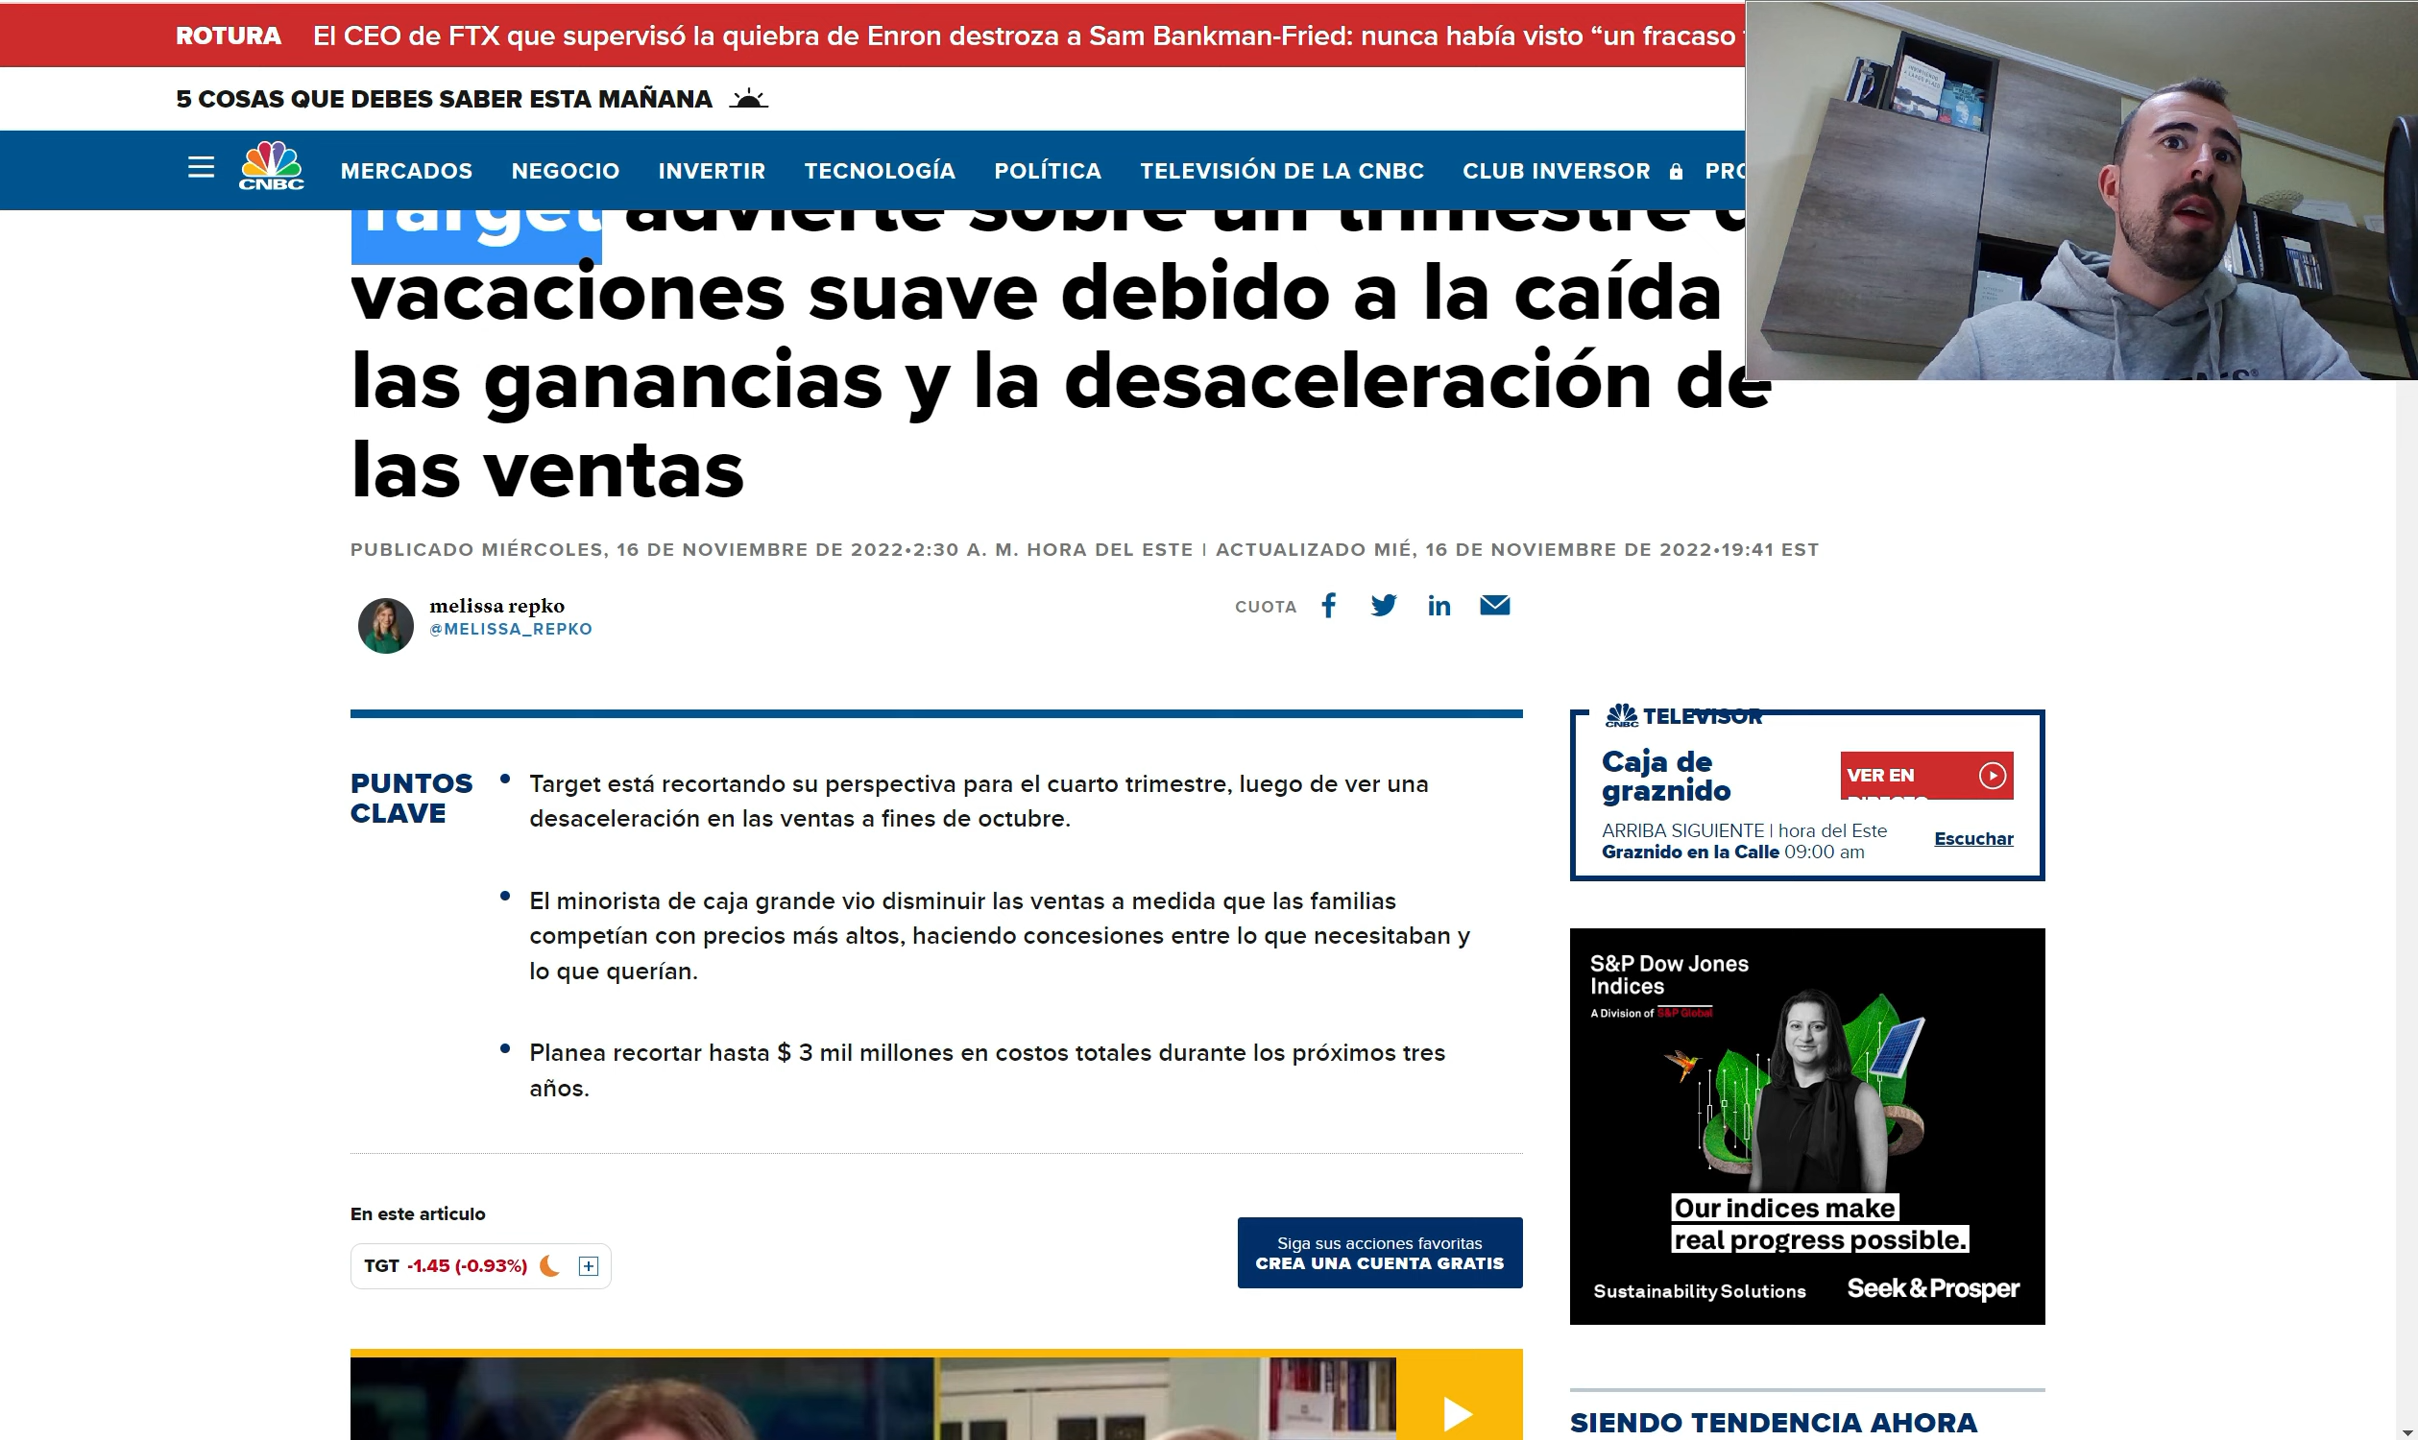 ROTURA El CEO de FTX que supervisó la quiebra de Enron destroza a Sam Bankman-Fried: nunca había visto “un fracaso
5 COSAS QUE DEBES SABER ESTA MAÑANA
CNBC MERCADOS NEGOCIO INVERTIR TECNOLOGÍA POLÍTICA TELEVISIÓN DE LA CNBC CLUB INVERSOR PRO
Target advierte sobre un trimestre
vacaciones suave debido a la caída
las ganancias y la desaceleración de
las ventas
PUBLICADO MIÉRCOLES, 16 DE NOVIEMBRE DE 2022•2:30 A. M. HORA DEL ESTE | ACTUALIZADO MIÉ, 16 DE NOVIEMBRE DE 2022•19:41 EST
melissa repko
@MELISSA_REPKO
CUOTA
PUNTOS
CLAVE
Target está recortando su perspectiva para el cuarto trimestre, luego de ver una
desaceleración en las ventas a fines de octubre.
El minorista de caja grande vio disminuir las ventas a medida que las familias
competían con precios más altos, haciendo concesiones entre lo que necesitaban y
lo que querían.
Planea recortar hasta $ 3 mil millones en costos totales durante los próximos tres
años.
En este articulo
TGT -1.45 (-0.93%)
Siga sus acciones favoritas
CREA UNA CUENTA GRATIS
CNBC TELEVISOR
Caja de
graznido
VER EN
ARRIBA SIGUIENTE | hora del Este
Graznido en la Calle 09:00 am
Escuchar
S&P Dow Jones
Indices
A Division of S&P Global
Our indices make
real progress possible.
Sustainability Solutions
Seek & Prosper
SIENDO TENDENCIA AHORA